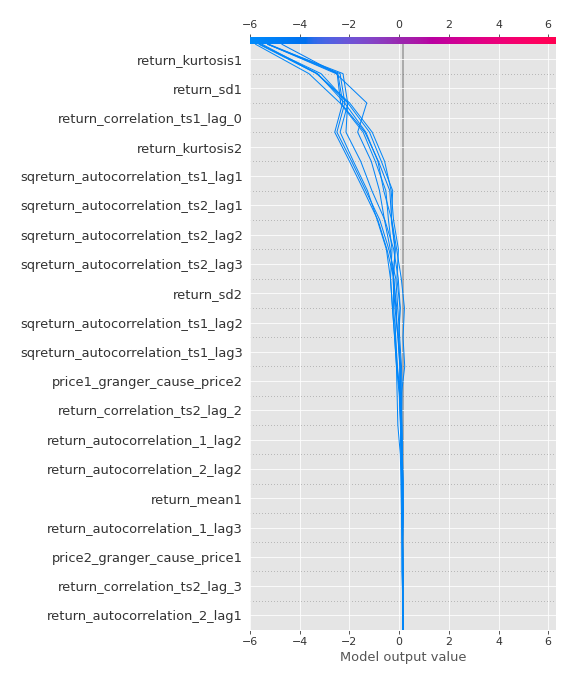 −6 −4 −2 0 2 4 6
return_kurtosis1
return_sd1
return_correlation_ts1_lag_0
return_kurtosis2
sqreturn_autocorrelation_ts1_lag1
sqreturn_autocorrelation_ts2_lag1
sqreturn_autocorrelation_ts2_lag2
sqreturn_autocorrelation_ts2_lag3
return_sd2
sqreturn_autocorrelation_ts1_lag2
sqreturn_autocorrelation_ts1_lag3
price1_granger_cause_price2
return_correlation_ts2_lag_2
return_autocorrelation_1_lag2
return_autocorrelation_2_lag2
return_mean1
return_autocorrelation_1_lag3
price2_granger_cause_price1
return_correlation_ts2_lag_3
return_autocorrelation_2_lag1
−6 −4 −2 0 2 4 6
Model output value